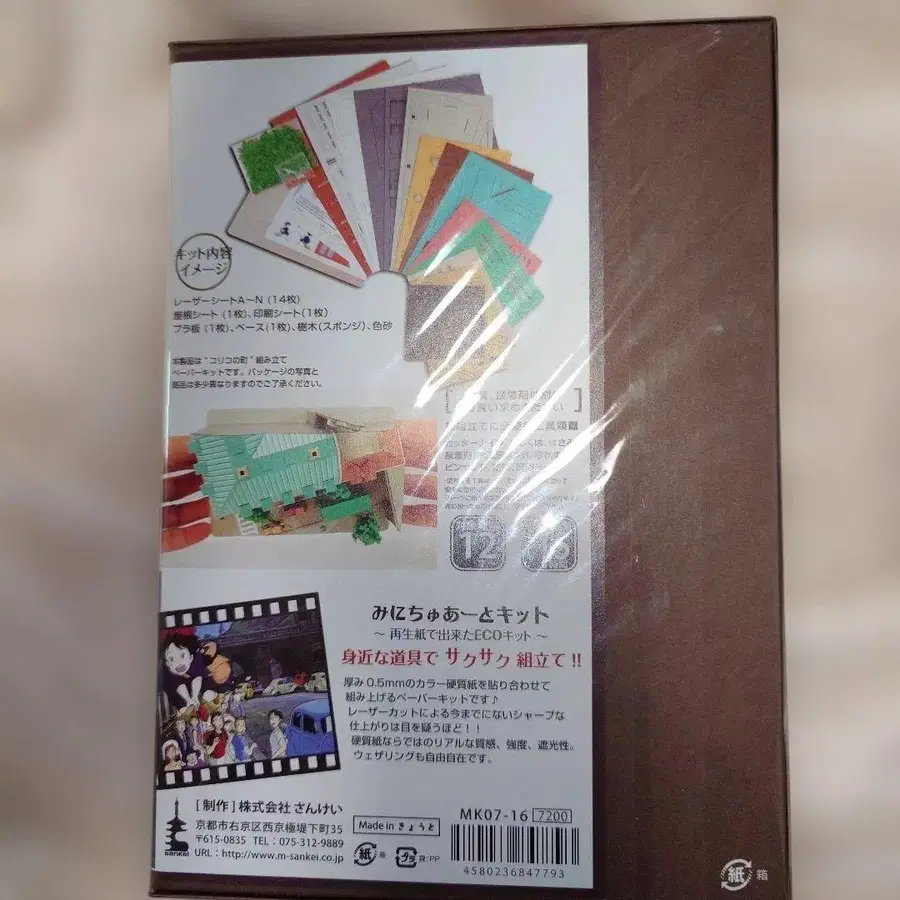 キット内容
イメージ
レーザーシートA～N (14枚)
屋根シート (1枚)、印刷シート(1枚)
プラ板 (1枚)、ベース(1枚)、樹木(スポンジ)、色砂
本製品は "コリコの町" 組み立て
ペーパーキットです。パッケージの写真と
商品は多少異なりますのでご了承ください。
12
15
みにちゅあーとキット
～ 再生紙で出来たECOキット ～
身近な道具で サクサク 組立て!!
厚み 0.5mmのカラー硬質紙を貼り合わせて
組み上げるペーパーキットです♪
レーザーカットによる今までにないシャープな
仕上がりは目を疑うほど！！
硬質紙ならではのリアルな質感、強度、遮光性。
ウェザリングも自由自在です。
[ 制作 ] 株式会社 さんけい
京都市右京区西京極堤下町35
〒615-0835 TEL : 075-312-9889
URL : http://www.m-sankei.co.jp
sankei
Made in きょうと
紙 箱
プラ 袋:PP
MK07-16 7200
4580236847793
紙 箱